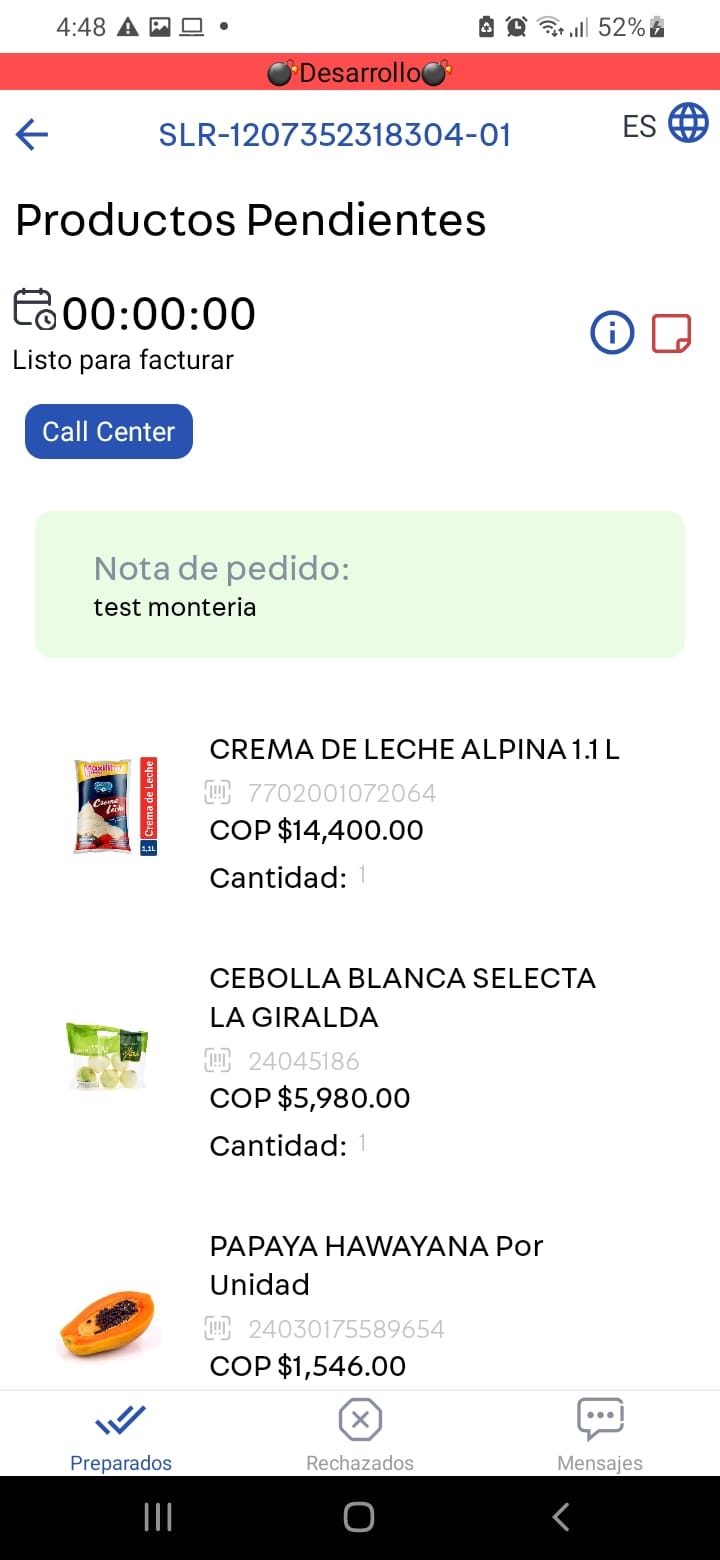 4:48
52%
Desarrollo
SLR-1207352318304-01
ES
Productos Pendientes
00:00:00
Listo para facturar
Call Center
Nota de pedido:
test monteria
CREMA DE LECHE ALPINA 1.1 L
7702001072064
COP $14,400.00
Cantidad: 1
Crema de Leche
1,1L
CEBOLLA BLANCA SELECTA
LA GIRALDA
24045186
COP $5,980.00
Cantidad: 1
PAPAYA HAWAYANA Por
Unidad
24030175589654
COP $1,546.00
Preparados
Rechazados
Mensajes